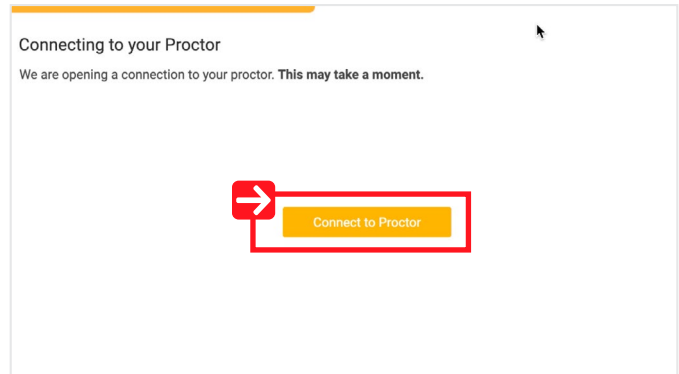 Connecting to your Proctor
We are opening a connection to your proctor. This may take a moment.
Connect to Proctor